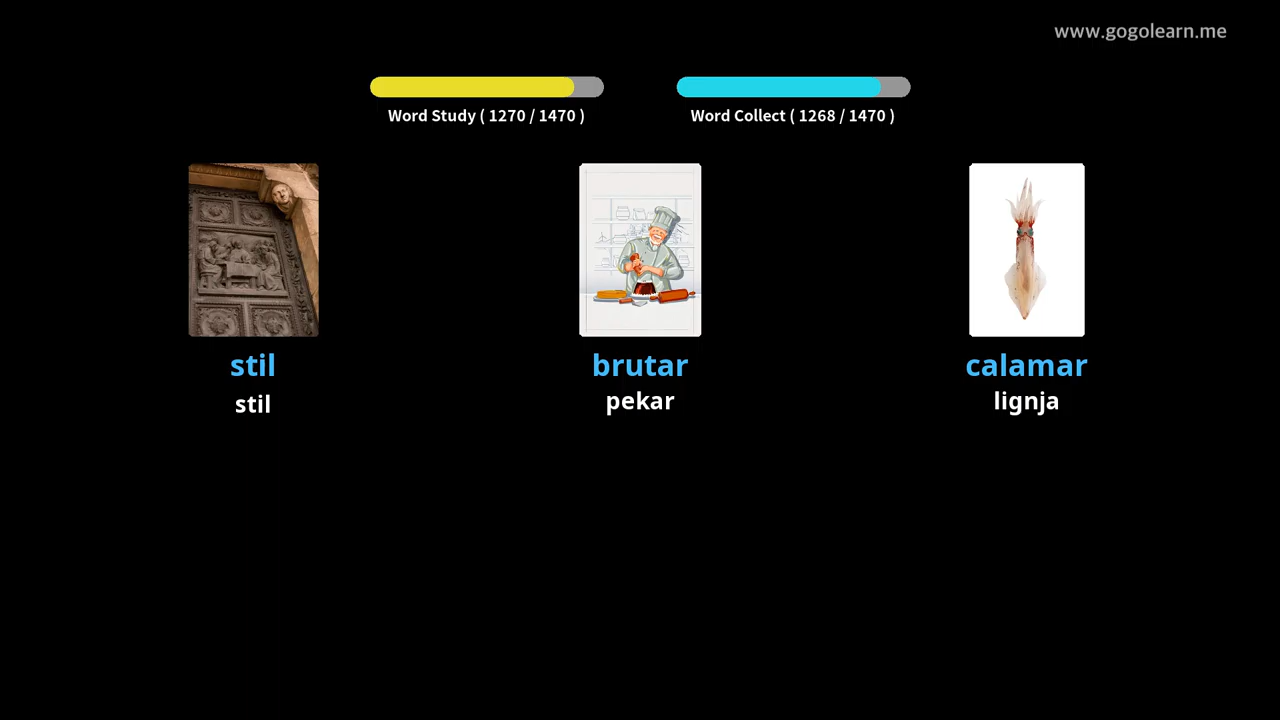 www.gogolearn.me
Word Study ( 1270 / 1470 )
Word Collect ( 1268 / 1470 )
stil
brutar
calamar
stil
pekar
lignja